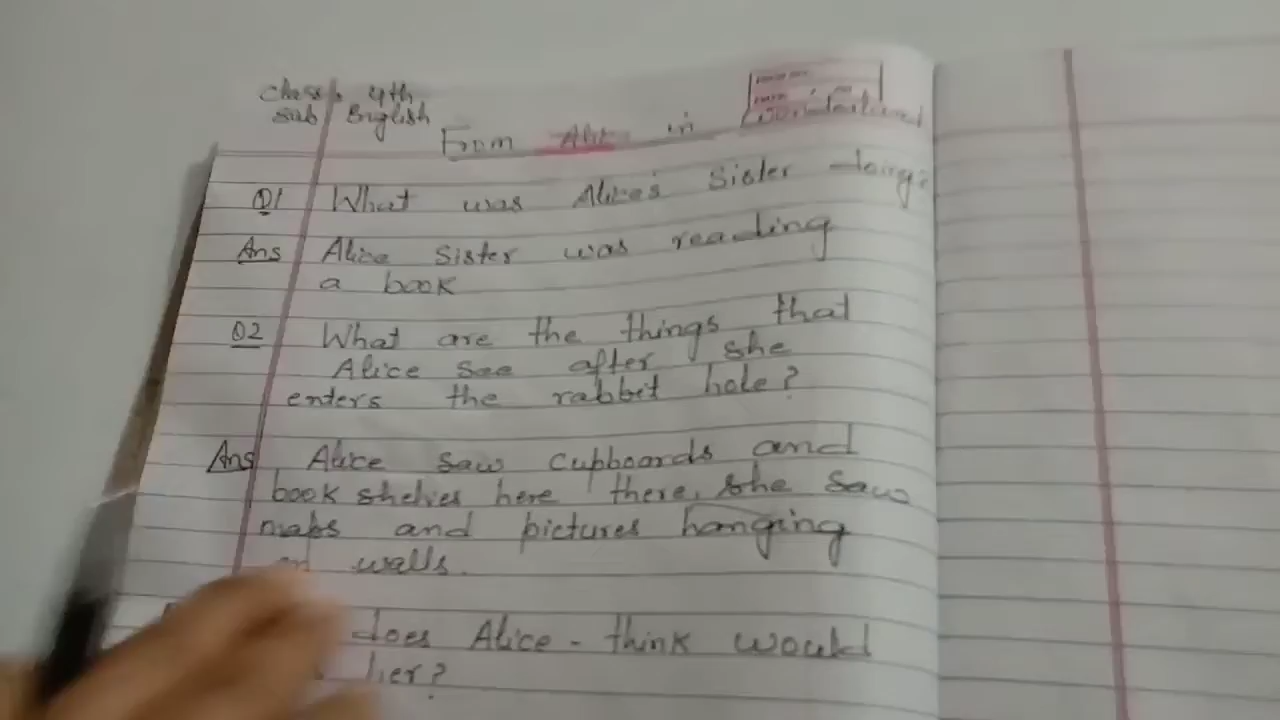 Class 4th
Sub English
From Alice in Wonderland
Q1 What was Alice's Sister doing?
Ans Alice Sister was reading
a book
Q2 What are the things that
Alice see after she
enters the rabbit hole?
Ans Alice saw cupboards and
book shelves here there, she saw
maps and pictures hanging
on walls.
does Alice - think would
her?